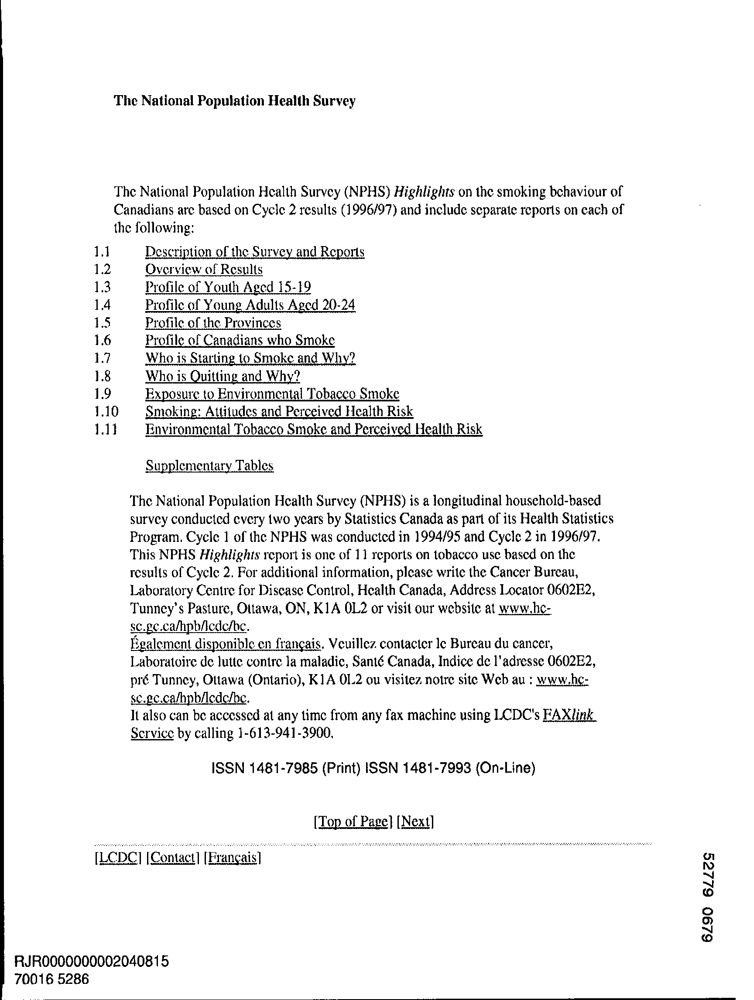 The National Population Health Survey
The National Population Health Survey (NPHS) Highlights on the smoking behaviour of
Canadians are based on Cycle 2 results (1996/97) and include separate reports on each of
the following:
1.1 Description of the Survey and Reports
1.2 Overview of Results
1.3 Profile of Youth Aged 15-19
1.4 Profile of Young Adults Aged 20-24
1.5 Profile of the Provinces
1.6 Profile of Canadians who Smoke
1.7 Who is Starting to Smoke and Why?
1.8 Who is Quitting and Why?
1.9 Exposure to Environmental Tobacco Smoke
1.10 Smoking: Attitudes and Perceived Health Risk
1.11 Environmental Tobacco Smoke and Perceived Health Risk
Supplementary Tables
The National Population Health Survey (NPHS) is a longitudinal household-based
survey conducted every two years by Statistics Canada as part of its Health Statistics
Program. Cycle 1 of the NPHS was conducted in 1994/95 and Cycle 2 in 1996/97.
This NPHS Highlights report is one of 11 reports on tobacco use based on the
results of Cycle 2. For additional information, please write the Cancer Bureau,
Laboratory Centre for Disease Control, Health Canada, Address Locator 0602E2,
Tunney's Pasture, Ottawa, ON, K1A 0L2 or visit our website at www.hc-
sc.gc.ca/hpb/lcdc/bc.
Également disponible en français. Veuillez contacter le Bureau du cancer,
Laboratoire de lutte contre la maladie, Santé Canada, Indice de l'adresse 0602E2,
pré Tunney, Ottawa (Ontario), K1A 0L2 ou visitez notre site Web au : www.hc-
sc.gc.ca/hpb/lcdc/bc.
It also can be accessed at any time from any fax machine using LCDC's FAXlink
Service by calling 1-613-941-3900.
ISSN 1481-7985 (Print) ISSN 1481-7993 (On-Line)
[Top of Page] [Next]
[LCDC] [Contact] [Français]
52779 0679
RJR0000000002040815
70016 5286